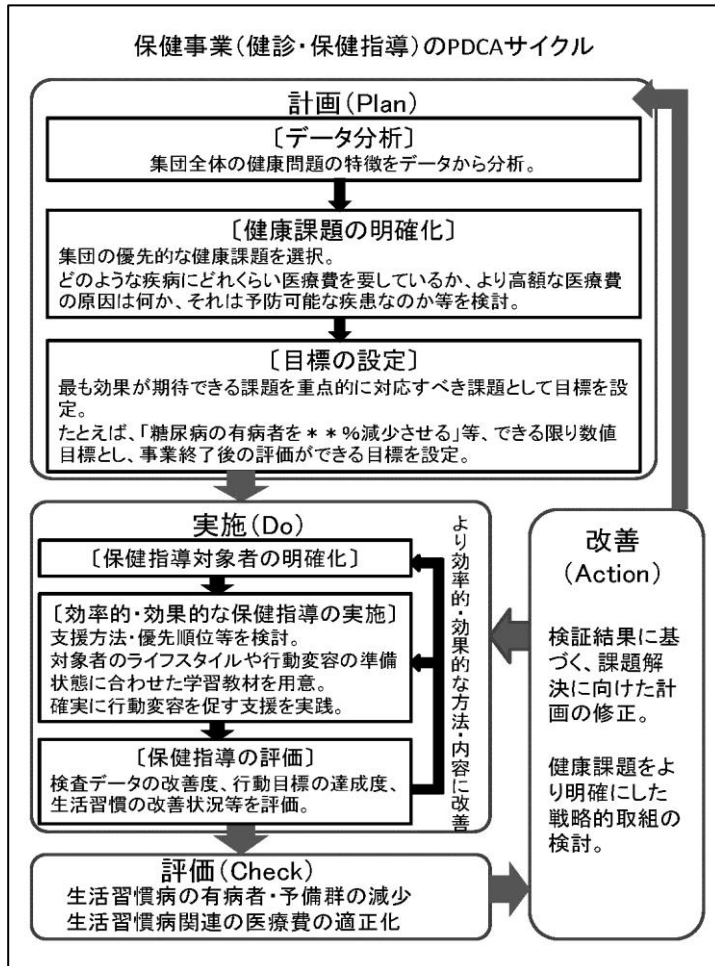 保健事業(健診・保健指導)のPDCAサイクル
計画(Plan)
〔データ分析〕
集団全体の健康問題の特徴をデータから分析。
〔健康課題の明確化〕
集団の優先的な健康課題を選択。
どのような疾病にどれくらい医療費を要しているか、より高額な医療費
の原因は何か、それは予防可能な疾患なのか等を検討。
〔目標の設定〕
最も効果が期待できる課題を重点的に対応すべき課題として目標を設
定。
たとえば、「糖尿病の有病者を**%減少させる」等、できる限り数値
目標とし、事業終了後の評価ができる目標を設定。
実施(Do)
〔保健指導対象者の明確化〕
〔効率的・効果的な保健指導の実施〕
支援方法・優先順位等を検討。
対象者のライフスタイルや行動変容の準備
状態に合わせた学習教材を用意。
確実に行動変容を促す支援を実践。
〔保健指導の評価〕
検査データの改善度、行動目標の達成度、
生活習慣の改善状況等を評価。
より効率的・効果的な方法・内容に改善
評価(Check)
生活習慣病の有病者・予備群の減少
生活習慣病関連の医療費の適正化
改善
(Action)
検証結果に基
づく、課題解
決に向けた計
画の修正。
健康課題をよ
り明確にした
戦略的取組の
検討。